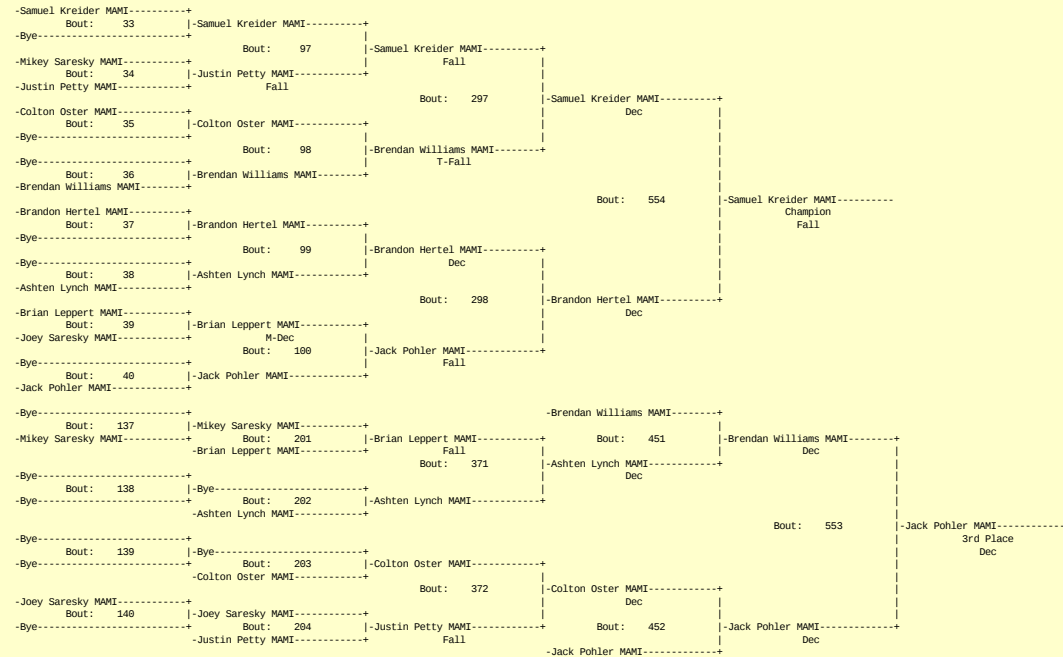 -Samuel Kreider MAMI----------+
Bout: 33 |-Samuel Kreider MAMI----------+
-Bye--------------------------+ |
Bout: 97 |-Samuel Kreider MAMI----------+
-Mikey Saresky MAMI-----------+ | Fall |
Bout: 34 |-Justin Petty MAMI------------+ |
-Justin Petty MAMI------------+ Fall |
Bout: 297 |-Samuel Kreider MAMI----------+
-Colton Oster MAMI------------+ | Dec |
Bout: 35 |-Colton Oster MAMI------------+ | |
-Bye--------------------------+ | | |
Bout: 98 |-Brendan Williams MAMI--------+ |
-Bye--------------------------+ | T-Fall |
Bout: 36 |-Brendan Williams MAMI--------+ |
-Brendan Williams MAMI--------+ |
Bout: 554 |-Samuel Kreider MAMI----------
-Brandon Hertel MAMI----------+ | Champion
Bout: 37 |-Brandon Hertel MAMI----------+ | Fall
-Bye--------------------------+ | |
Bout: 99 |-Brandon Hertel MAMI----------+ |
-Bye--------------------------+ | Dec | |
Bout: 38 |-Ashten Lynch MAMI------------+ | |
-Ashten Lynch MAMI------------+ | |
Bout: 298 |-Brandon Hertel MAMI----------+
-Brian Leppert MAMI-----------+ | Dec
Bout: 39 |-Brian Leppert MAMI-----------+ |
-Joey Saresky MAMI------------+ M-Dec | |
Bout: 100 |-Jack Pohler MAMI-------------+
-Bye--------------------------+ | Fall
Bout: 40 |-Jack Pohler MAMI-------------+
-Jack Pohler MAMI-------------+
-Bye--------------------------+ -Brendan Williams MAMI--------+
Bout: 137 |-Mikey Saresky MAMI-----------+ |
-Mikey Saresky MAMI-----------+ Bout: 201 |-Brian Leppert MAMI-----------+ Bout: 451 |-Brendan Williams MAMI--------+
-Brian Leppert MAMI-----------+ Fall | | Dec |
Bout: 371 |-Ashten Lynch MAMI------------+ |
-Bye--------------------------+ | Dec |
Bout: 138 |-Bye--------------------------+ | |
-Bye--------------------------+ Bout: 202 |-Ashten Lynch MAMI------------+ |
-Ashten Lynch MAMI------------+ |
Bout: 553 |-Jack Pohler MAMI-------------
-Bye--------------------------+ | 3rd Place
Bout: 139 |-Bye--------------------------+ | Dec
-Bye--------------------------+ Bout: 203 |-Colton Oster MAMI------------+ |
-Colton Oster MAMI------------+ | |
Bout: 372 |-Colton Oster MAMI------------+ |
-Joey Saresky MAMI------------+ | Dec | |
Bout: 140 |-Joey Saresky MAMI------------+ | | |
-Bye--------------------------+ Bout: 204 |-Justin Petty MAMI------------+ Bout: 452 |-Jack Pohler MAMI-------------+
-Justin Petty MAMI------------+ Fall | Dec
-Jack Pohler MAMI-------------+